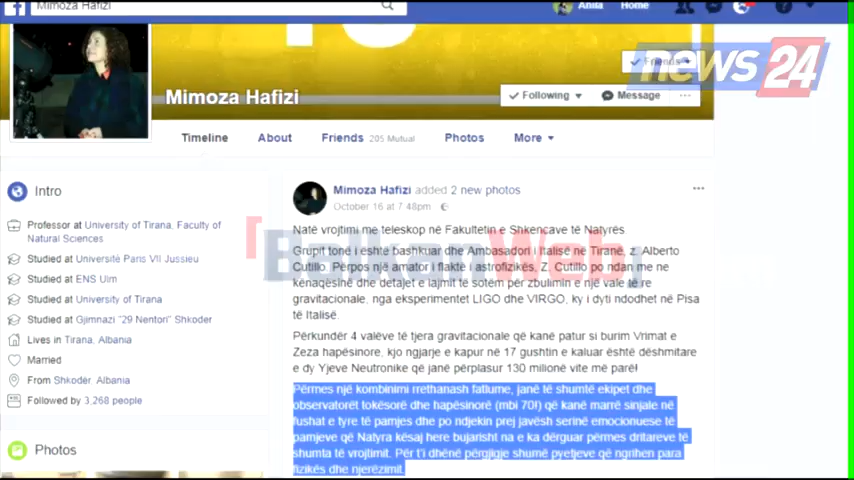 Mimoza Hafizi
Anila
Home
Friends
news 24
Mimoza Hafizi
Following
Message
Timeline
About
Friends 205 Mutual
Photos
More
Intro
Professor at University of Tirana, Faculty of
Natural Sciences
Studied at Université Paris VII Jussieu
Studied at ENS Ulm
Studied at University of Tirana
Studied at Gjimnazi "29 Nentori" Shkoder
Lives in Tirana, Albania
Married
From Shkodër, Albania
Followed by 3,268 people
Photos
Mimoza Hafizi added 2 new photos
October 16 at 7:48pm
Natë vrojtimi me teleskop në Fakultetin e Shkencave të Natyrës.
Grupit tonë i është bashkuar dhe Ambasadori i Italisë në Tiranë, z. Alberto
Cutillo. Përpos një amatori i flaktë i astrofizikës, Z. Cutillo po ndan me ne
kënaqësinë dhe detajet e lajmit të sotëm për zbulimin e një vale të re
gravitacionale, nga eksperimentet LIGO dhe VIRGO, ky i dyti ndodhet në Pisa
të Italisë.
BalkanWeb
Përkundër 4 valëve të tjera gravitacionale që kanë patur si burim Vrimat e
Zeza hapësinore, kjo ngjarje e kapur në 17 gushtin e kaluar është dëshmitare
e dy Yjeve Neutronike që janë përplasur 130 milionë vite më parë!
Përmes një kombinimi rrethanash fatlume, janë të shumtë ekipet dhe
observatorët tokësorë dhe hapësinorë (mbi 70!) që kanë marrë sinjale në
fushat e tyre të pamjes dhe po ndjekin prej javësh serinë emocionuese të
pamjeve që Natyra kësaj here bujarisht na e ka dërguar përmes dritareve të
shumta të vrojtimit. Për t'i dhënë përgjigje shumë pyetjeve që ngrihen para
fizikës dhe njerëzimit.